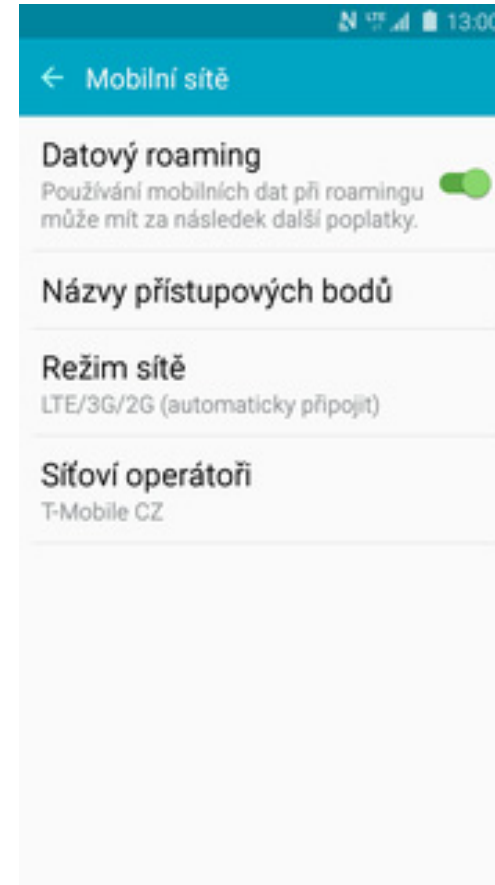 13:00
Mobilní sítě
Datový roaming
Používání mobilních dat při roamingu
může mít za následek další poplatky.
Názvy přístupových bodů
Režim sítě
LTE/3G/2G (automaticky připojit)
Síťoví operátoři
T-Mobile CZ